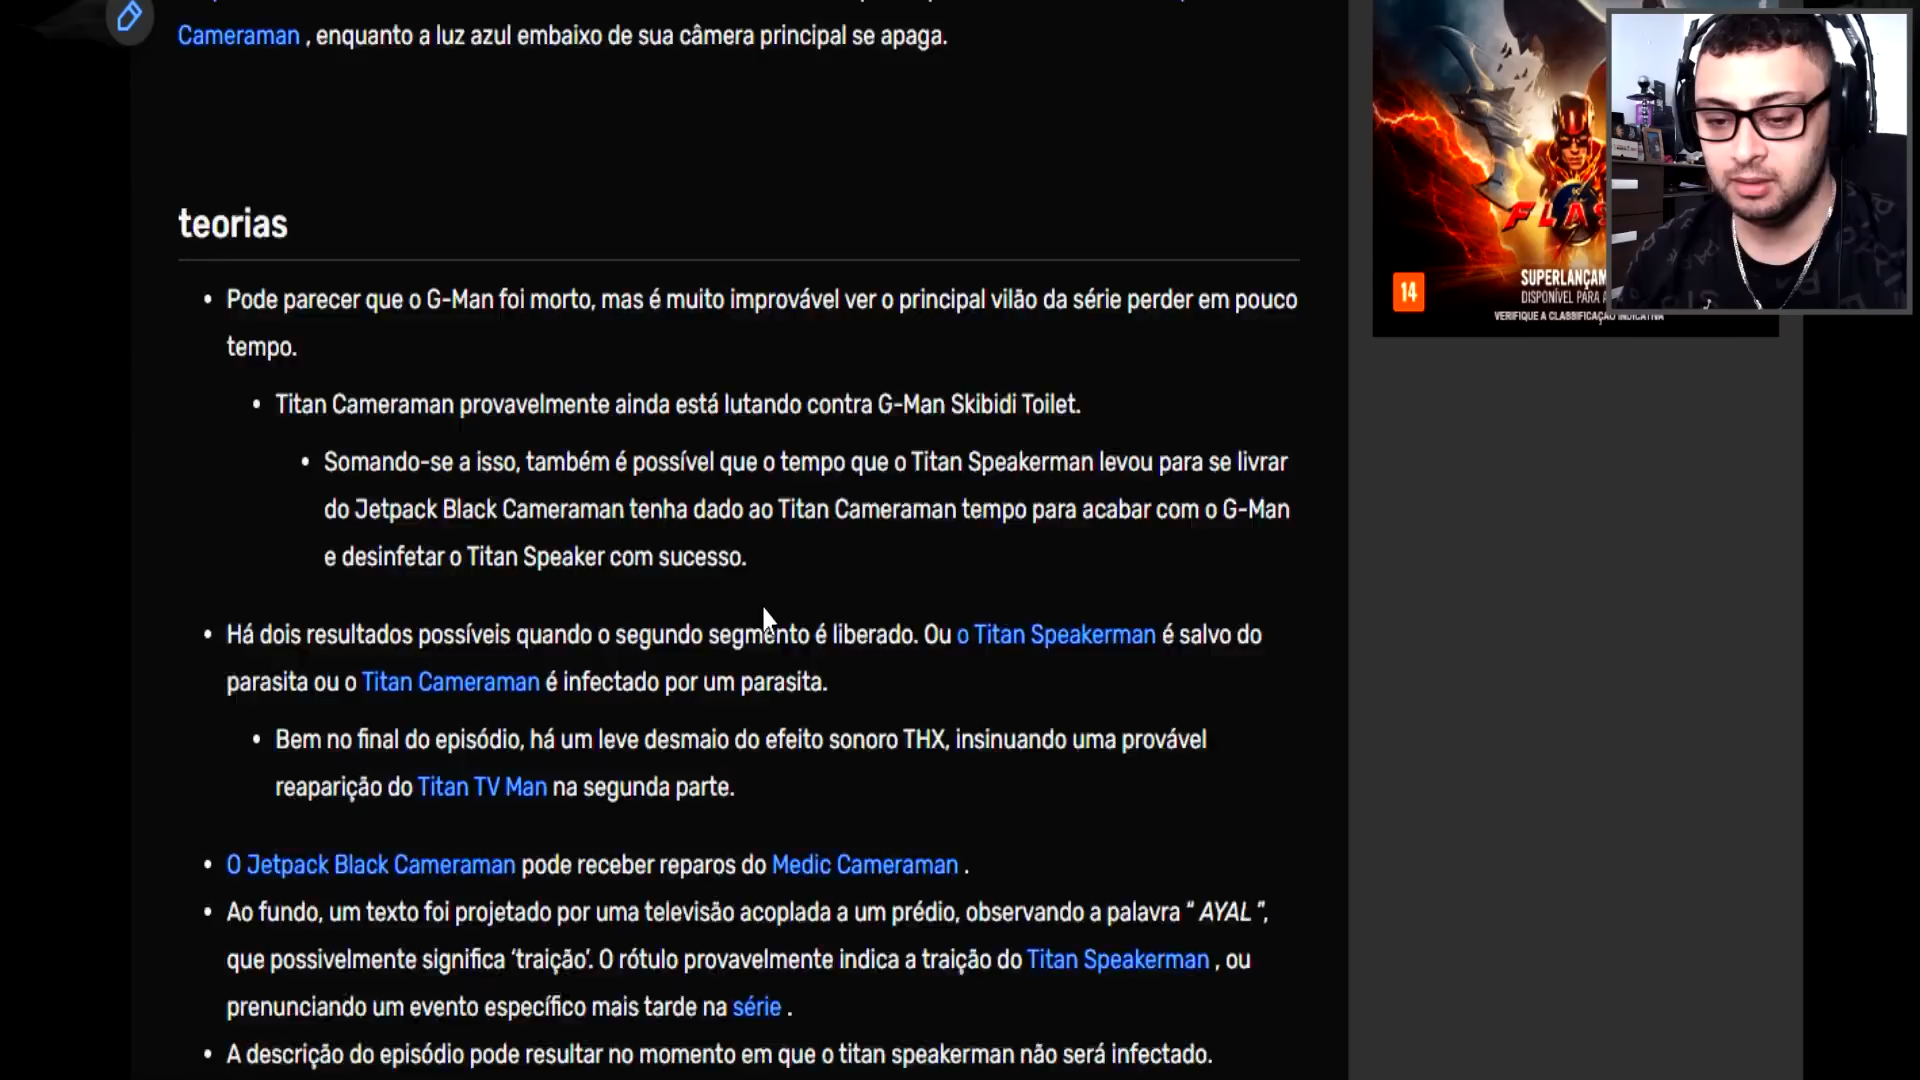 Cameraman , enquanto a luz azul embaixo de sua câmera principal se apaga.
teorias
• Pode parecer que o G-Man foi morto, mas é muito improvável ver o principal vilão da série perder em pouco
tempo.
• Titan Cameraman provavelmente ainda está lutando contra G-Man Skibidi Toilet.
• Somando-se a isso, também é possível que o tempo que o Titan Speakerman levou para se livrar
do Jetpack Black Cameraman tenha dado ao Titan Cameraman tempo para acabar com o G-Man
e desinfetar o Titan Speaker com sucesso.
• Há dois resultados possíveis quando o segundo segmento é liberado. Ou o Titan Speakerman é salvo do
parasita ou o Titan Cameraman é infectado por um parasita.
• Bem no final do episódio, há um leve desmaio do efeito sonoro THX, insinuando uma provável
reaparição do Titan TV Man na segunda parte.
• O Jetpack Black Cameraman pode receber reparos do Medic Cameraman .
• Ao fundo, um texto foi projetado por uma televisão acoplada a um prédio, observando a palavra “ AYAL ”,
que possivelmente significa ‘traição’. O rótulo provavelmente indica a traição do Titan Speakerman , ou
prenunciando um evento específico mais tarde na série .
• A descrição do episódio pode resultar no momento em que o titan speakerman não será infectado.
FLAS
14
SUPERLANÇAM
DISPONÍVEL PARA A
VERIFIQUE A CLASSIFICAÇÃO INDICATIVA